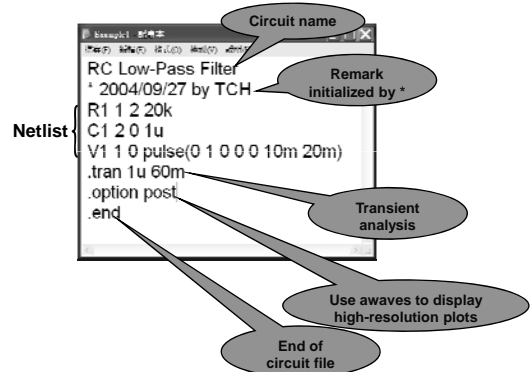 Circuit name
Example1 -
RC Low-Pass Filter
* 2004/09/27 by TCH
Remark
initialized by *
Netlist
R1 1 2 20k
C1 2 0 1u
V1 1 0 pulse(0 1 0 0 0 10m 20m)
.tran 1u 60m
.option post
.end
Transient
analysis
Use awaves to display
high-resolution plots
End of
circuit file